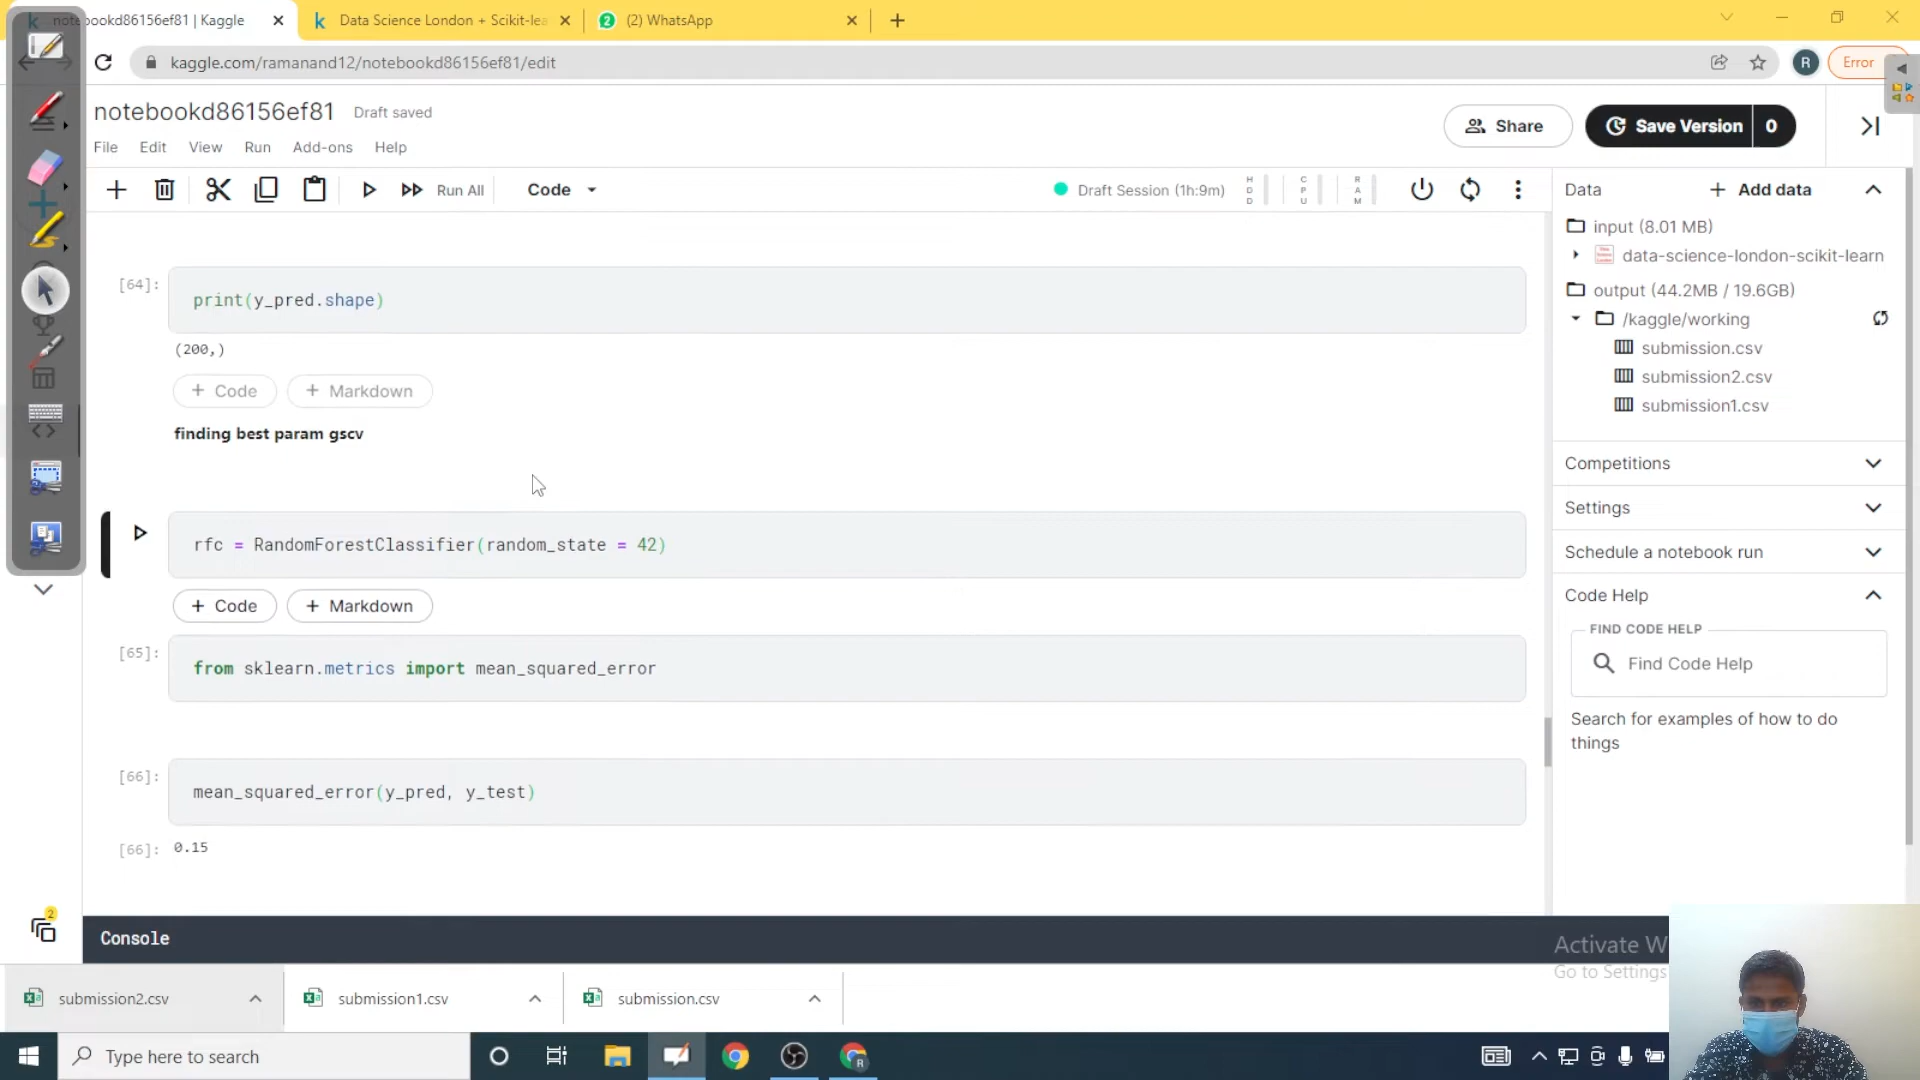 notebookd86156ef81 | Kaggle
Data Science London + Scikit-lea
(2) WhatsApp
kaggle.com/ramanand12/notebookd86156ef81/edit
R
Error
notebookd86156ef81
Draft saved
Share
Save Version
0
File Edit View Run Add-ons Help
Run All
Code
Draft Session (1h:9m)
HDD
CPU
RAM
Data
Add data
input (8.01 MB)
data-science-london-scikit-learn
output (44.2MB / 19.6GB)
/kaggle/working
submission.csv
submission2.csv
submission1.csv
Competitions
Settings
Schedule a notebook run
Code Help
FIND CODE HELP
Find Code Help
Search for examples of how to do
things
[64]:
print(y_pred.shape)
(200,)
+ Code
+ Markdown
finding best param gscv
rfc = RandomForestClassifier(random_state = 42)
+ Code
+ Markdown
[65]:
from sklearn.metrics import mean_squared_error
[66]:
mean_squared_error(y_pred, y_test)
[66]:
0.15
2
Console
Activate W
Go to Settings
submission2.csv
submission1.csv
submission.csv
Type here to search